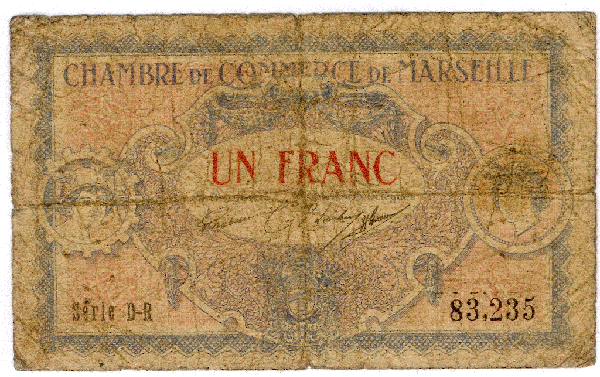 CHAMBRE DE COMMERCE DE MARSEILLE
UN FRANC
Série D-R
83,235